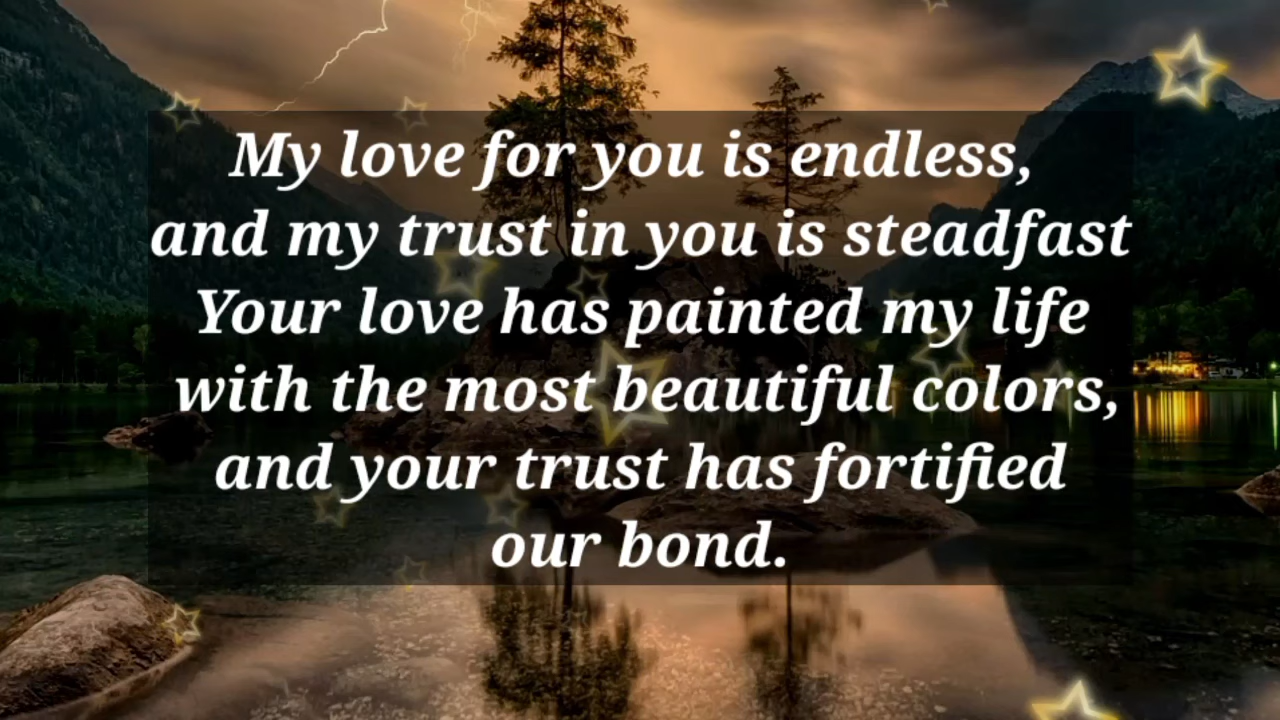 My love for you is endless,
and my trust in you is steadfast
Your love has painted my life
with the most beautiful colors,
and your trust has fortified
our bond.